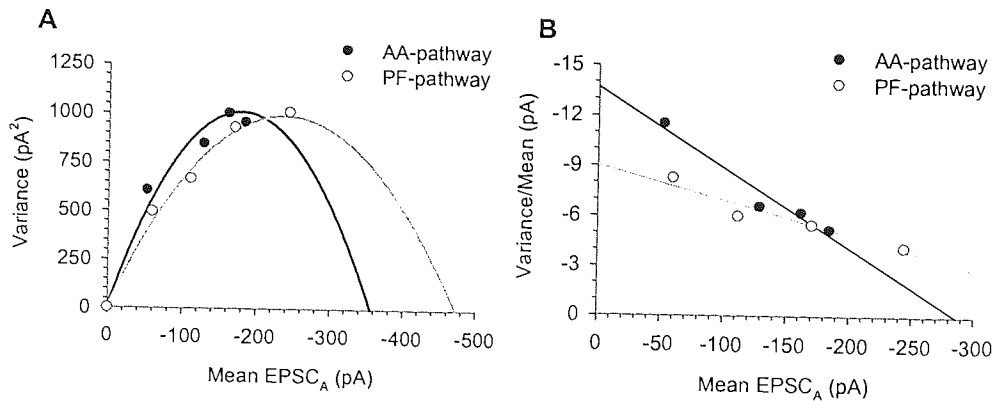 A
AA-pathway
PF-pathway
1250
1000
750
500
250
0
Variance (pA²)
0 -100 -200 -300 -400 -500
Mean EPSC_A (pA)
B
AA-pathway
PF-pathway
-15
-12
-9
-6
-3
0
Variance/Mean (pA)
0 -50 -100 -150 -200 -250 -300
Mean EPSC_A (pA)